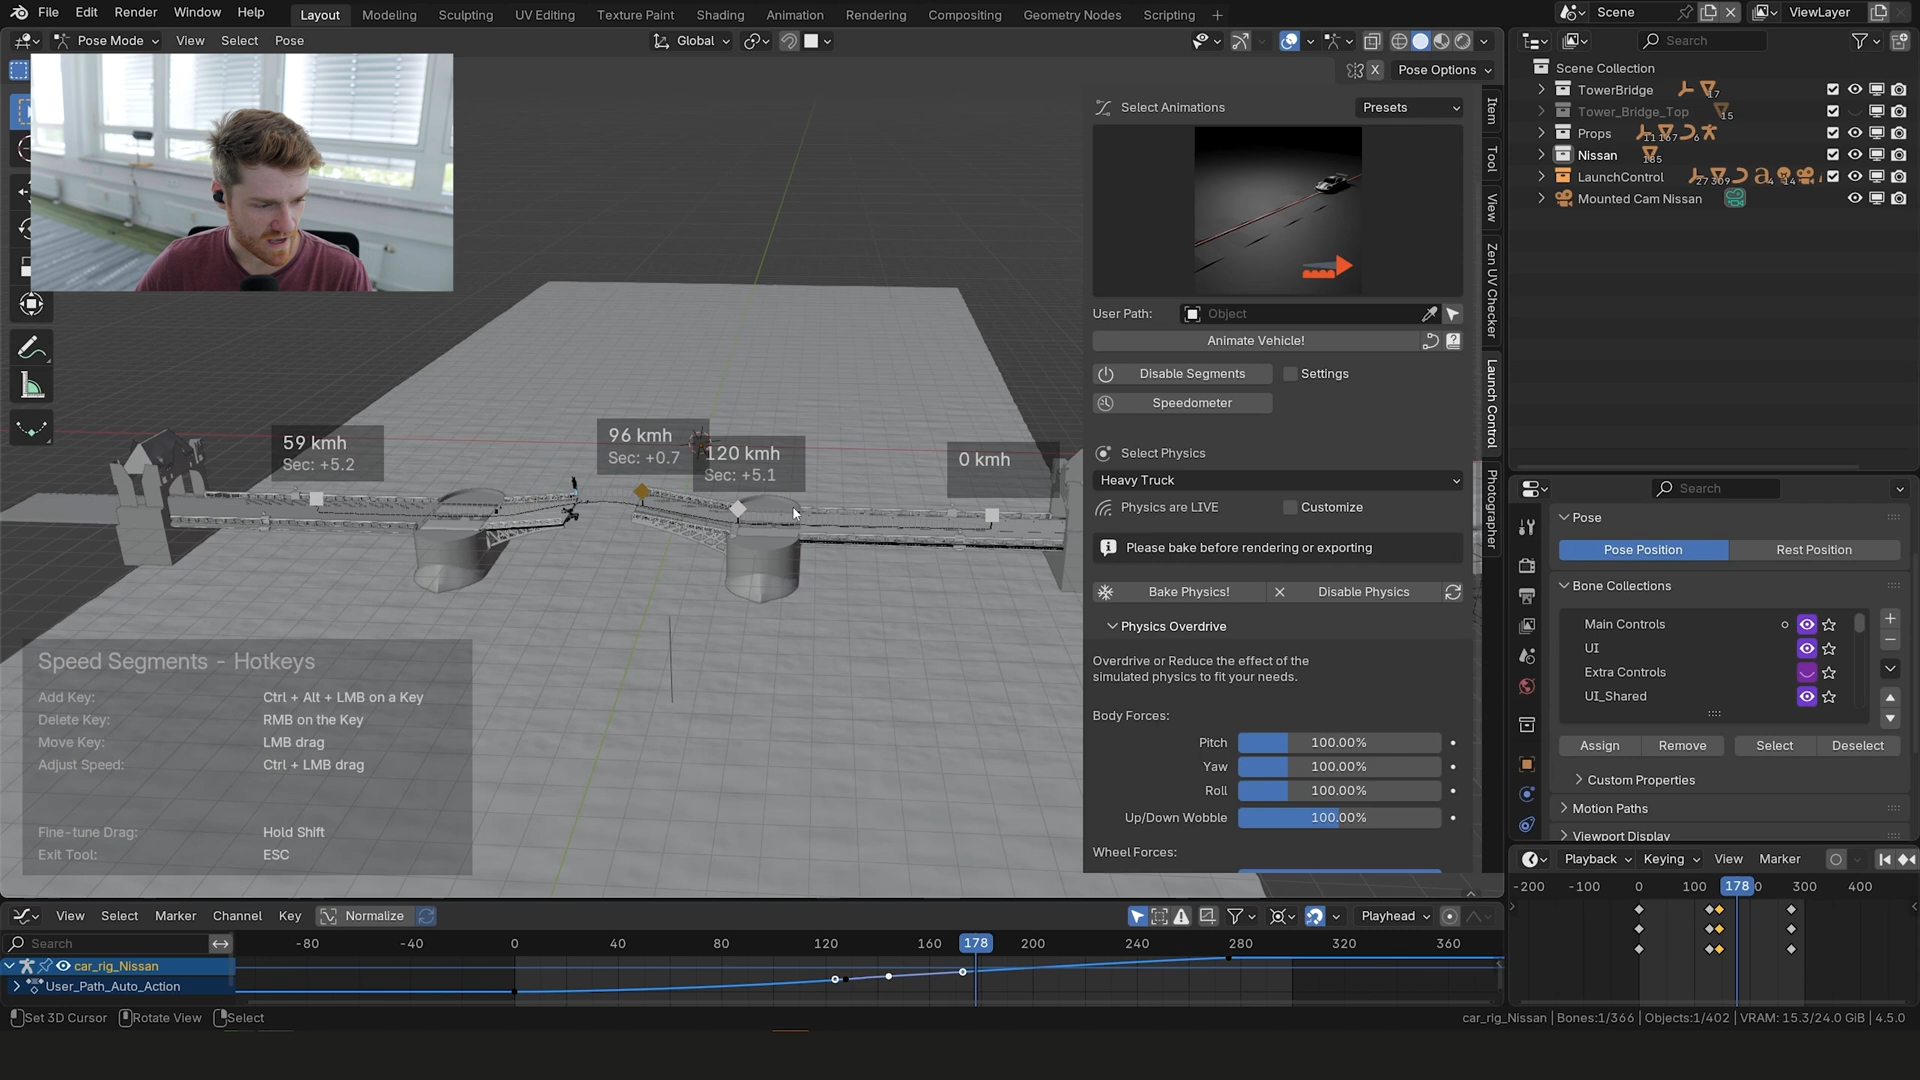 File Edit Render Window Help Layout Modeling Sculpting UV Editing Texture Paint Shading Animation Rendering Compositing Geometry Nodes Scripting + Scene ViewLayer
Pose Mode View Select Pose Global Search
X Pose Options
Scene Collection
TowerBridge 17
Tower_Bridge_Top 15
Props 11 167 6
Nissan 185
LaunchControl 27 309 4 14
Mounted Cam Nissan
Select Animations Presets
User Path: Object
Animate Vehicle!
Disable Segments Settings
Speedometer
Select Physics
Heavy Truck
Physics are LIVE Customize
Please bake before rendering or exporting
Bake Physics! Disable Physics
Physics Overdrive
Overdrive or Reduce the effect of the
simulated physics to fit your needs.
Body Forces:
Pitch 100.00%
Yaw 100.00%
Roll 100.00%
Up/Down Wobble 100.00%
Wheel Forces:
Item
Tool
View
Zen UV Checker
Launch Control
Photographer
59 kmh
Sec: +5.2
96 kmh
Sec: +0.7
120 kmh
Sec: +5.1
0 kmh
Speed Segments - Hotkeys
Add Key: Ctrl + Alt + LMB on a Key
Delete Key: RMB on the Key
Move Key: LMB drag
Adjust Speed: Ctrl + LMB drag
Fine-tune Drag: Hold Shift
Exit Tool: ESC
Search
Pose
Pose Position Rest Position
Bone Collections
Main Controls
UI
Extra Controls
UI_Shared
Assign Remove Select Deselect
Custom Properties
Motion Paths
Viewport Display
Playback Keying View Marker
-200 -100 0 100 178 0 300 400
View Select Marker Channel Key Normalize Playhead
Search -80 -40 0 40 80 120 160 178 200 240 280 320 360
car_rig_Nissan
User_Path_Auto_Action
Set 3D Cursor Rotate View Select car_rig_Nissan | Bones:1/366 | Objects:1/402 | VRAM: 15.3/24.0 GiB | 4.5.0